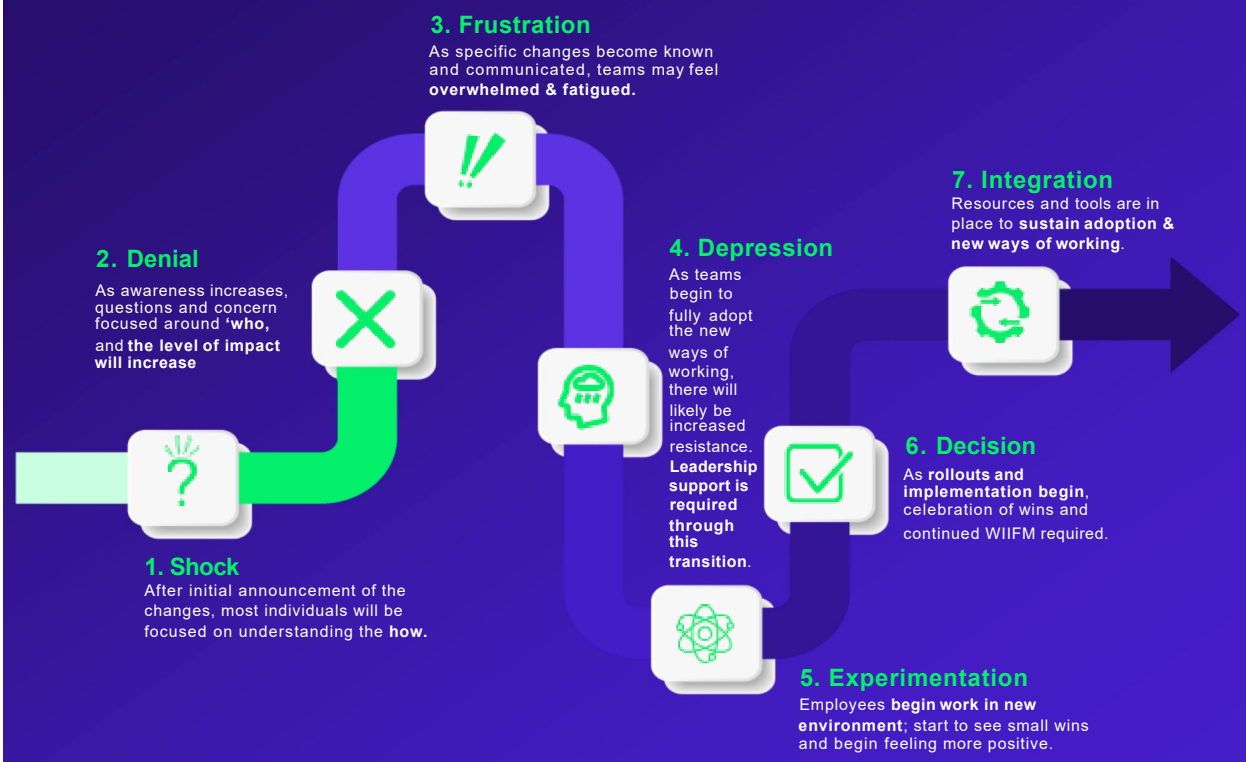 3. Frustration
As specific changes become known
and communicated, teams may feel
overwhelmed & fatigued.
7. Integration
Resources and tools are in
place to sustain adoption &
new ways of working.
2. Denial
As awareness increases,
questions and concern
focused around ‘who,
and the level of impact
will increase
4. Depression
As teams
begin to
fully adopt
the new
ways of
working,
there will
likely be
increased
resistance.
Leadership
support is
required
through
this
transition.
6. Decision
As rollouts and
implementation begin,
celebration of wins and
continued WIIFM required.
1. Shock
After initial announcement of the
changes, most individuals will be
focused on understanding the how.
5. Experimentation
Employees begin work in new
environment; start to see small wins
and begin feeling more positive.